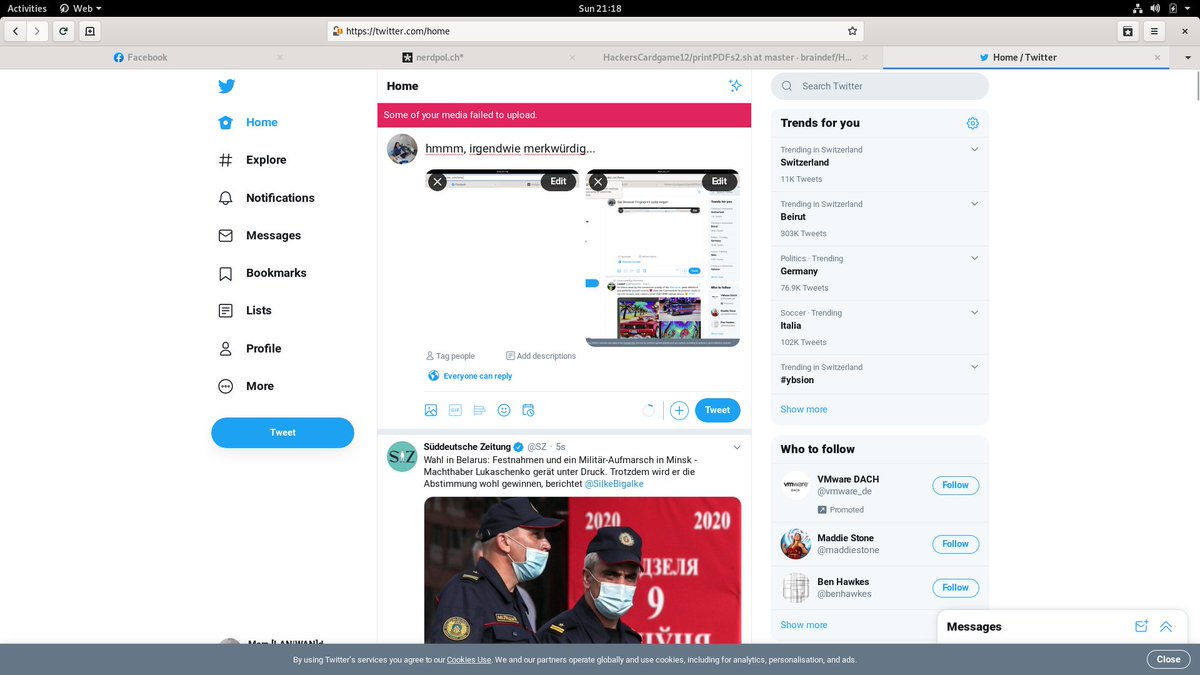 Activities Web Sun 21:18
https://twitter.com/home
Facebook nerdpol.ch* HackersCardgame12/printPDFs2.sh at master · braindef/H... Home / Twitter
Home
Explore
Notifications
Messages
Bookmarks
Lists
Profile
More
Tweet
Home
Some of your media failed to upload.
hmmm, irgendwie merkwürdig...
Edit
Edit
Tag people Add descriptions
Everyone can reply
GIF
Tweet
SZ
Süddeutsche Zeitung @SZ · 5s
Wahl in Belarus: Festnahmen und ein Militär-Aufmarsch in Minsk -
Machthaber Lukaschenko gerät unter Druck. Trotzdem wird er die
Abstimmung wohl gewinnen, berichtet @SilkeBigalke
2020 2020
ДЗЕЛЯ
9
Search Twitter
Trends for you
Trending in Switzerland
Switzerland
11K Tweets
Trending in Switzerland
Beirut
303K Tweets
Politics · Trending
Germany
76.9K Tweets
Soccer · Trending
Italia
102K Tweets
Trending in Switzerland
#ybsion
Show more
Who to follow
vmware
DACH
VMware DACH
@vmware_de
Promoted
Follow
Maddie Stone
@maddiestone
Follow
Ben Hawkes
@benhawkes
Follow
Show more
Messages
By using Twitter's services you agree to our Cookies Use. We and our partners operate globally and use cookies, including for analytics, personalisation, and ads.
Close